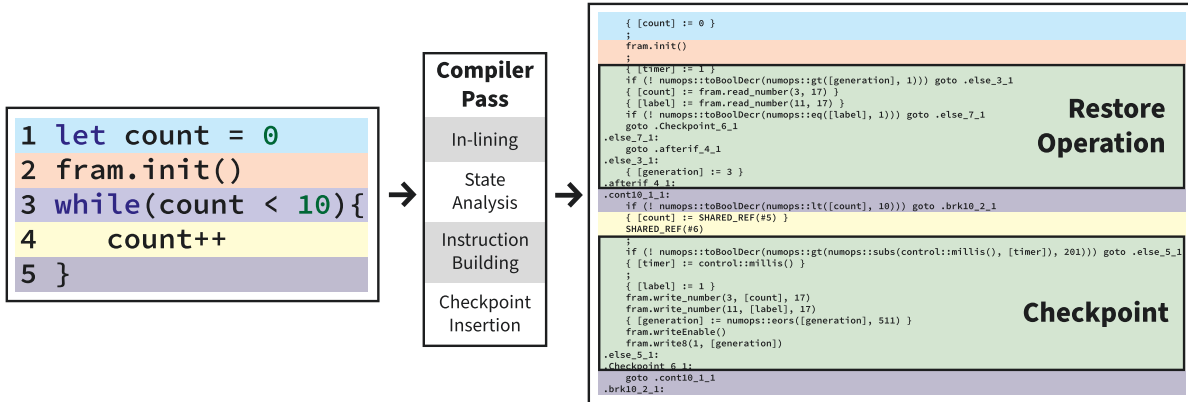 1 let count = 0
2 fram.init()
3 while(count < 10){
4    count++
5 }
Compiler
Pass
In-lining
State
Analysis
Instruction
Building
Checkpoint
Insertion
{ [count] := 0 }
;
fram.init()
;
{ [timer] := 1 }
if (! numops::toBoolDecr(numops::gt([generation], 1))) goto .else_3_1
{ [count] := fram.read_number(3, 17) }
{ [label] := fram.read_number(11, 17) }
if (! numops::toBoolDecr(numops::eq([label], 1))) goto .else_7_1
goto .Checkpoint_6_1
.else_7_1:
goto .afterif_4_1
.else_3_1:
{ [generation] := 3 }
.afterif_4_1:
Restore
Operation
.cont10_1_1:
if (! numops::toBoolDecr(numops::lt([count], 10))) goto .brk10_2_1
{ [count] := SHARED_REF(#5) }
SHARED_REF(#6)
;
if (! numops::toBoolDecr(numops::gt(numops::subs(control::millis(), [timer]), 201))) goto .else_5_1
{ [timer] := control::millis() }
;
{ [label] := 1 }
fram.write_number(3, [count], 17)
fram.write_number(11, [label], 17)
{ [generation] := numops::eors([generation], 511) }
fram.writeEnable()
fram.write8(1, [generation])
.else_5_1:
.Checkpoint_6_1:
Checkpoint
goto .cont10_1_1
.brk10_2_1: